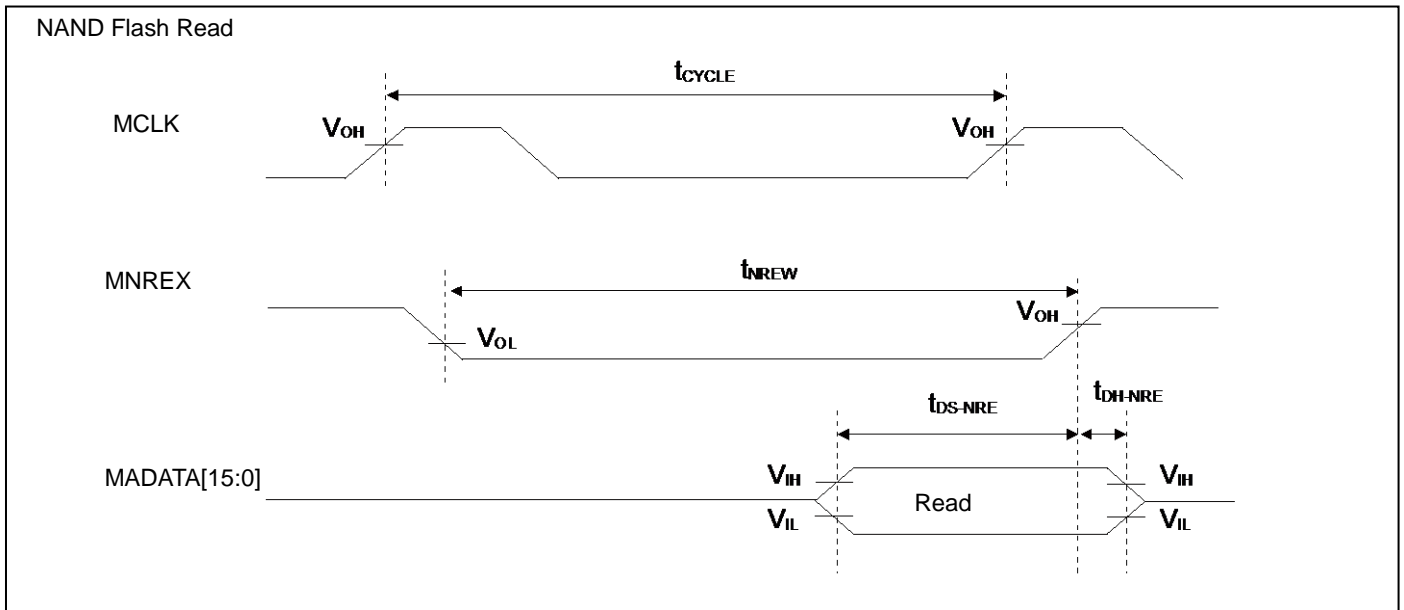 NAND Flash Read
tCYCLE
MCLK
VOH
VOH
MNREX
tNREW
VOL
VOH
tDS-NRE
tDH-NRE
MADATA[15:0]
VIH
VIL
Read
VIH
VIL